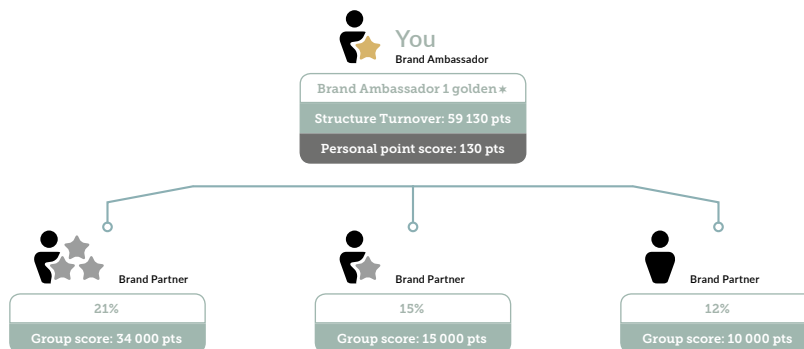 You
Brand Ambassador
Brand Ambassador 1 golden*
Structure Turnover: 59 130 pts
Personal point score: 130 pts
Brand Partner
21%
Group score: 34 000 pts
Brand Partner
15%
Group score: 15 000 pts
Brand Partner
12%
Group score: 10 000 pts